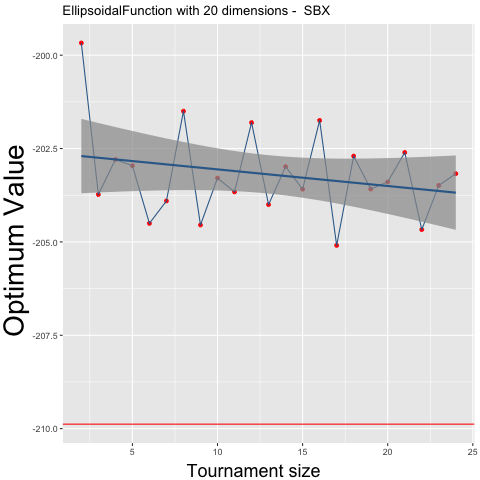 EllipsoidalFunction with 20 dimensions - SBX
-200.0
-202.5
-205.0
-207.5
-210.0
Optimum Value
5 10 15 20 25
Tournament size